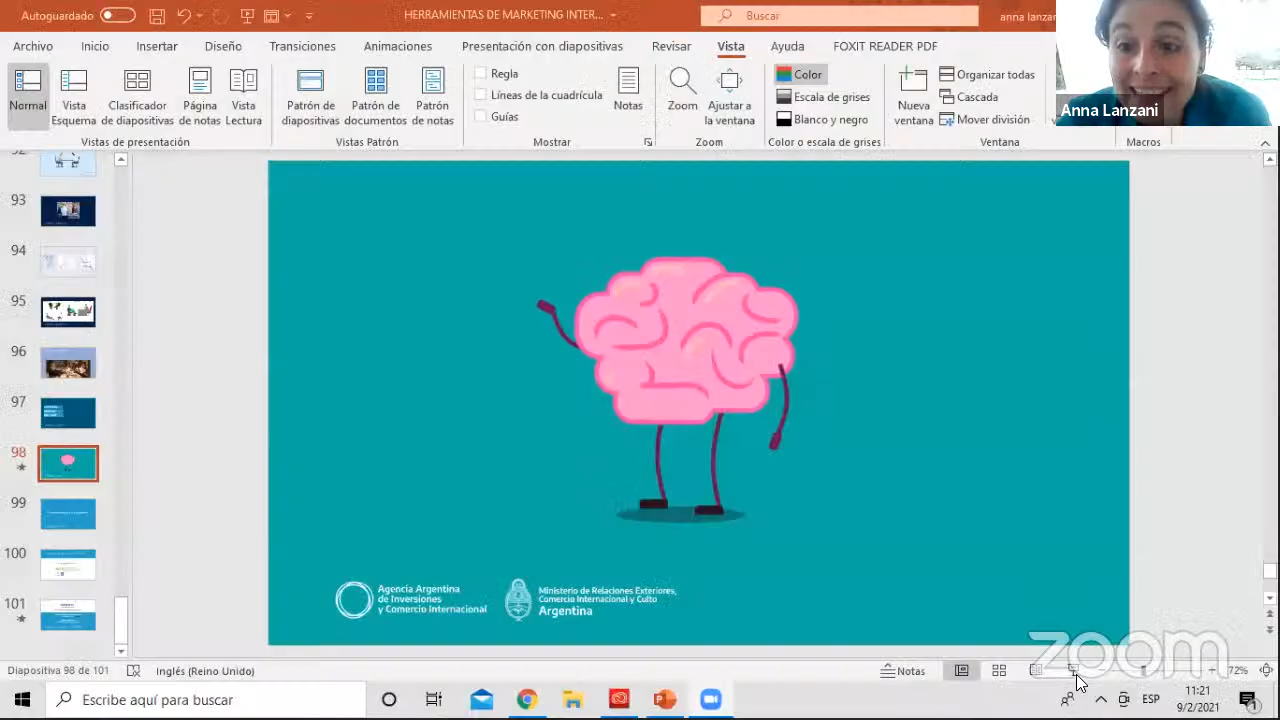 Autoguardado
HERRAMIENTAS DE MARKETING INTER...
Buscar
anna lanzan
Archivo Inicio Insertar Diseño Transiciones Animaciones Presentación con diapositivas Revisar Vista Ayuda FOXIT READER PDF
Normal
Vista
Esquema
Clasificador
de diapositivas
Página
de notas
Vista
Lectura
Vistas de presentación
Patrón de
diapositivas
Patrón de
documentos
Patrón
de notas
Vistas Patrón
Regla
Líneas de la cuadrícula
Guías
Notas
Mostrar
Zoom
Ajustar a
la ventana
Zoom
Color
Escala de grises
Blanco y negro
Color o escala de grises
Nueva
ventana
Organizar todas
Cascada
Mover división
Ventana
Macros
Anna Lanzani
93
94
95
96
97
98
99
100
101
Agencia Argentina
de Inversiones
y Comercio Internacional
Ministerio de Relaciones Exteriores,
Comercio Internacional y Culto
Argentina
zoom
Diapositiva 98 de 101
Inglés (Reino Unido)
Notas
72%
Escribe aquí para buscar
ESP
11:21
9/2/2021
1